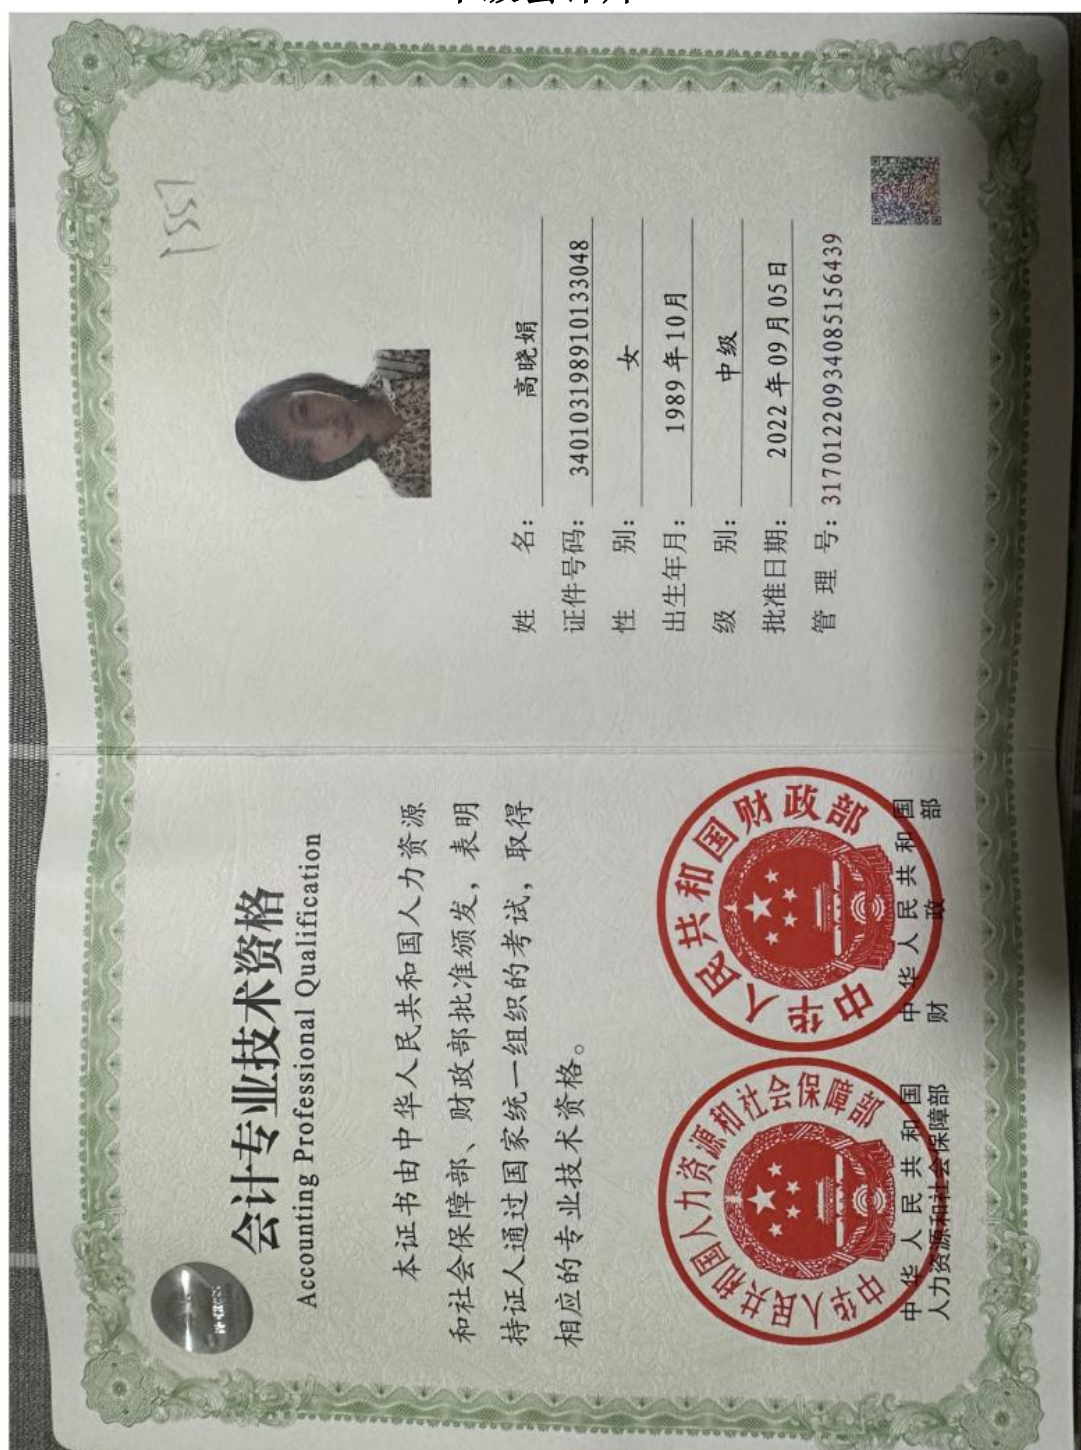 会计专业技术资格
Accounting Professional Qualification
本证书由中华人民共和国人力资源
和社会保障部、财政部批准颁发，表明
持证人通过国家统一组织的考试，取得
相应的专业技术资格。
中华人民共和国人力资源和社会保障部
中华人民共和国
人力资源和社会保障部
中华人民共和国财政部
中华人民共和国
财政部
1557
姓名：高晓娟
证件号码：340103198910133048
性别：女
出生年月：1989年10月
级别：中级
批准日期：2022年09月05日
管理号：31701222093408515​6439